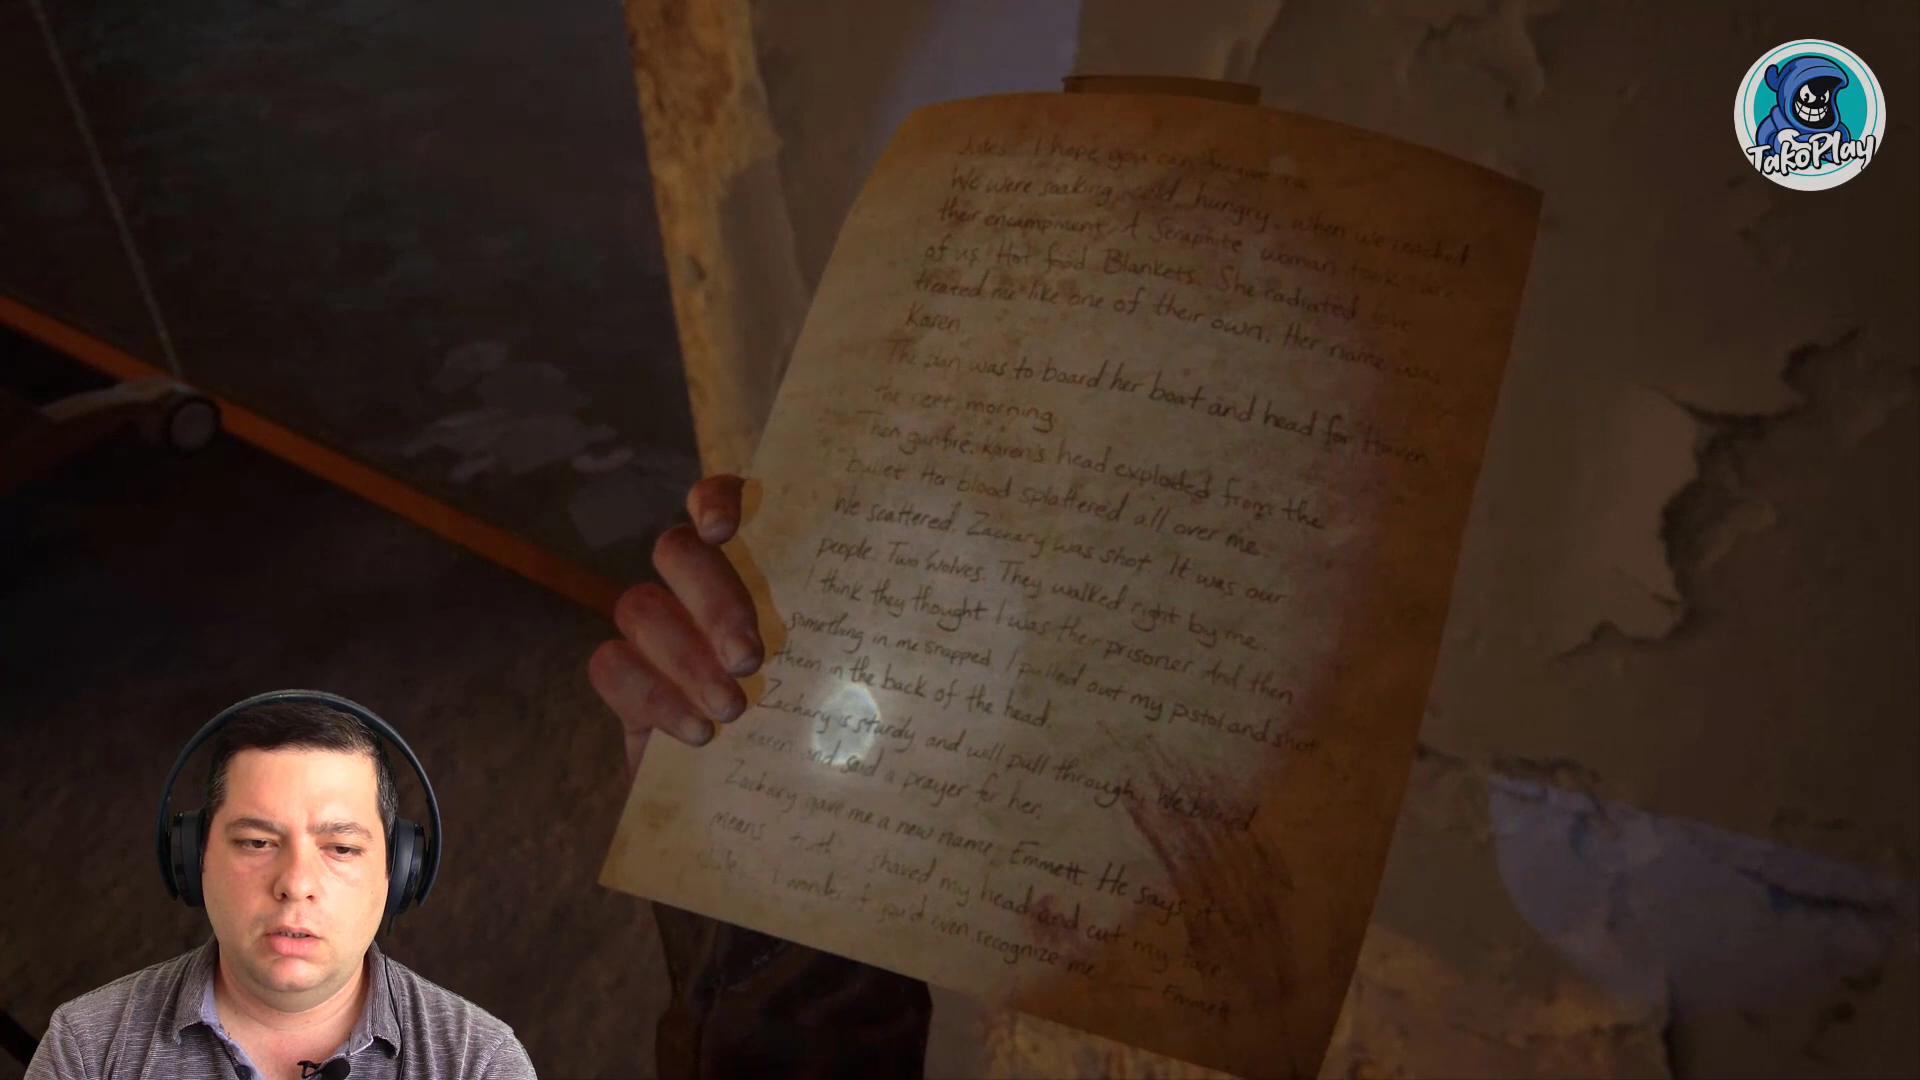 Jules. I hope you can forgive me
We were soaking, cold, hungry, when we reached
their encampment. A Seraphite woman took care
of us. Hot food. Blankets. She radiated love
treated me like one of their own. Her name was
Karen.
The plan was to board her boat and head for Haven
the next morning.
Then gunfire. Karen's head exploded from the
bullet. Her blood splattered all over me.
We scattered. Zachary was shot. It was our
people. Two Wolves. They walked right by me.
I think they thought I was their prisoner. And then
something in me snapped. I pulled out my pistol and shot
them in the back of the head.
Zachary is sturdy and will pull through. We buried
Karen and said a prayer for her.
Zachary gave me a new name. Emmett. He says it
means truth. I shaved my head and cut my face
Jules... I wonder if you'd even recognize me
— Emmett
TakoPlay